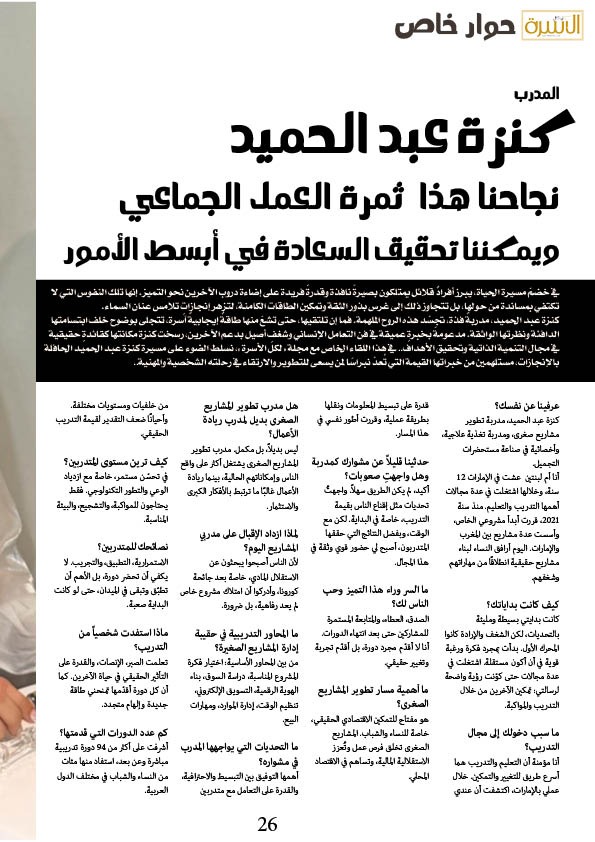 الأسرة
حوار خاص
المدرب
كنزة عبد الحميد
نجاحنا هذا ثمرة العمل الجماعي
ويمكننا تحقيق السعادة في أبسط الأمور
في خضمّ مسيرة الحياة، يبرز أفرادٌ قلائل يمتلكون بصيرةً نافذة وقدرةً فريدة على إضاءة دروب الآخرين نحو التميز، إنها تلك النفوس التي لا
تكتفي بمساندة من حولها، بل تتجاوز ذلك إلى غرس بذور الثقة وتمكين الطاقات الكامنة، لتزهر إنجازاتٍ تلامس عنان السماء.
كنزة عبد الحميد، مدربة فذة، تجسّد هذه الروح الملهمة. فما إن تلتقيها، حتى تشعّ منها طاقةً إيجابيةً آسرة، تتجلى بوضوح خلف ابتسامتها
الدافئة ونظرتها الواثقة. مدعومة بخبرةٍ عميقة في فن التعامل الإنساني وشغف أصيل بدعم الآخرين، رسخت كنزة مكانتها كقائدةٍ حقيقية
في مجال التنمية الذاتية وتحقيق الأهداف.. في هذا اللقاء الخاص مع مجلة ، لكلّ الأسرة ،، نسلط الضوء على مسيرة كنزة عبد الحميد الحافلة
بالإنجازات، مستلهمين من خبراتها القيمة التي تُعدّ نبراسًا لمن يسعى للتطوير والارتقاء في رحلته الشخصية والمهنية.
عرفينا عن نفسك؟
كنزة عبد الحميد، مدربة تطوير
مشاريع صغرى، ومدربة تغذية علاجية،
وأخصائية في صناعة مستحضرات
التجميل.
أنا أم لبنتين عشت في الإمارات 12
سنة، وخلالها اشتغلت في عدة مجالات
أهمها التدريب والتعليم. منذ سنة
2021، قررت أبدأ مشروعي الخاص،
وأسست عدة مشاريع بين المغرب
والإمارات. اليوم أرافق النساء لبناء
مشاريع حقيقية انطلاقًا من مهاراتهم
وشغفهم.
كيف كانت بداياتك؟
كانت بدايتي بسيطة ومليئة
بالتحديات، لكن الشغف والإرادة كانوا
المحرك الأول. بدأت بمجرد فكرة ورغبة
قوية في أن أكون مستقلة، اشتغلت في
عدة مجالات حتى كوّنت رؤية واضحة
لرسالتي: تمكين الآخرين من خلال
التدريب والمواكبة.
ما سبب دخولك إلى مجال
التدريب؟
أنا مؤمنة أن التعليم والتدريب هما
أسرع طريق للتغيير والتمكين. خلال
عملي بالإمارات، اكتشفت أن عندي
قدرة على تبسيط المعلومات ونقلها
بطريقة عملية، وقررت أطور نفسي في
هذا المسار.
حدثينا قليلاً عن مشوارك كمدربة
وهل واجهتِ صعوبات؟
أكيد، لم يكن الطريق سهلاً. واجهتُ
تحديات مثل إقناع الناس بقيمة
التدريب، خاصة في البداية. لكن مع
الوقت، وبفضل النتائج التي حققها
المتدربون، أصبح لي حضور قوي وثقة في
هذا المجال.
ما السر وراء هذا التميز وحب
الناس لك؟
الصدق، العطاء، والمتابعة المستمرة
للمشاركين حتى بعد انتهاء الدورات.
أنا لا أقدّم مجرد دورة، بل أقدّم تجربة
وتغيير حقيقي.
ما أهمية مسار تطوير المشاريع
الصغرى؟
هو مفتاح للتمكين الاقتصادي الحقيقي،
خاصة للنساء والشباب. المشاريع
الصغرى تخلق فرص عمل وتُعزز
الاستقلالية المالية، وتساهم في الاقتصاد
المحلي.
هل مدرب تطوير المشاريع
الصغرى بديل لمدرب ريادة
الأعمال؟
ليس بديلاً، بل مكمل. مدرب تطوير
المشاريع الصغرى يشتغل أكثر على واقع
الناس وإمكاناتهم الحالية، بينما ريادة
الأعمال غالبًا ما ترتبط بالأفكار الكبرى
والاستثمار.
لماذا ازداد الإقبال على مدربي
المشاريع اليوم؟
لأن الناس أصبحوا يبحثون عن
الاستقلال المادي، خاصة بعد جائحة
كورونا، وأدركوا أن امتلاك مشروع خاص
لم يعد رفاهية، بل ضرورة.
ما المحاور التدريبية في حقيبة
إدارة المشاريع الصغيرة؟
من بين المحاور الأساسية: اختيار فكرة
المشروع المناسبة، دراسة السوق، بناء
الهوية الرقمية، التسويق الإلكتروني،
تنظيم الوقت، إدارة الموارد، ومهارات
البيع.
ما التحديات التي يواجهها المدرب
في مشواره؟
أهمها التوفيق بين التبسيط والاحترافية،
والقدرة على التعامل مع متدربين
من خلفيات ومستويات مختلفة.
وأحيانًا ضعف التقدير لقيمة التدريب
الحقيقي.
كيف ترين مستوى المتدربين؟
في تحسّن مستمر، خاصة مع ازدياد
الوعي والتطور التكنولوجي. فقط
يحتاجون للمواكبة، والتشجيع، والبيئة
المناسبة.
نصائحك للمتدربين؟
الاستمرارية، التطبيق، والتجريب. لا
يكفي أن تحضر دورة، بل الأهم أن
تطبّق وتبقى في الميدان، حتى لو كانت
البداية صعبة.
ماذا استفدت شخصياً من
التدريب؟
تعلمت الصبر، الإنصات، والقدرة على
التأثير الحقيقي في حياة الآخرين. كما
أن كل دورة أقدّمها تمنحني طاقة
جديدة وإلهام متجدد.
كم عدد الدورات التي قدمتها؟
أشرفت على أكثر من 94 دورة تدريبية
مباشرة وعن بعد، استفاد منها مئات
من النساء والشباب في مختلف الدول
العربية.
26